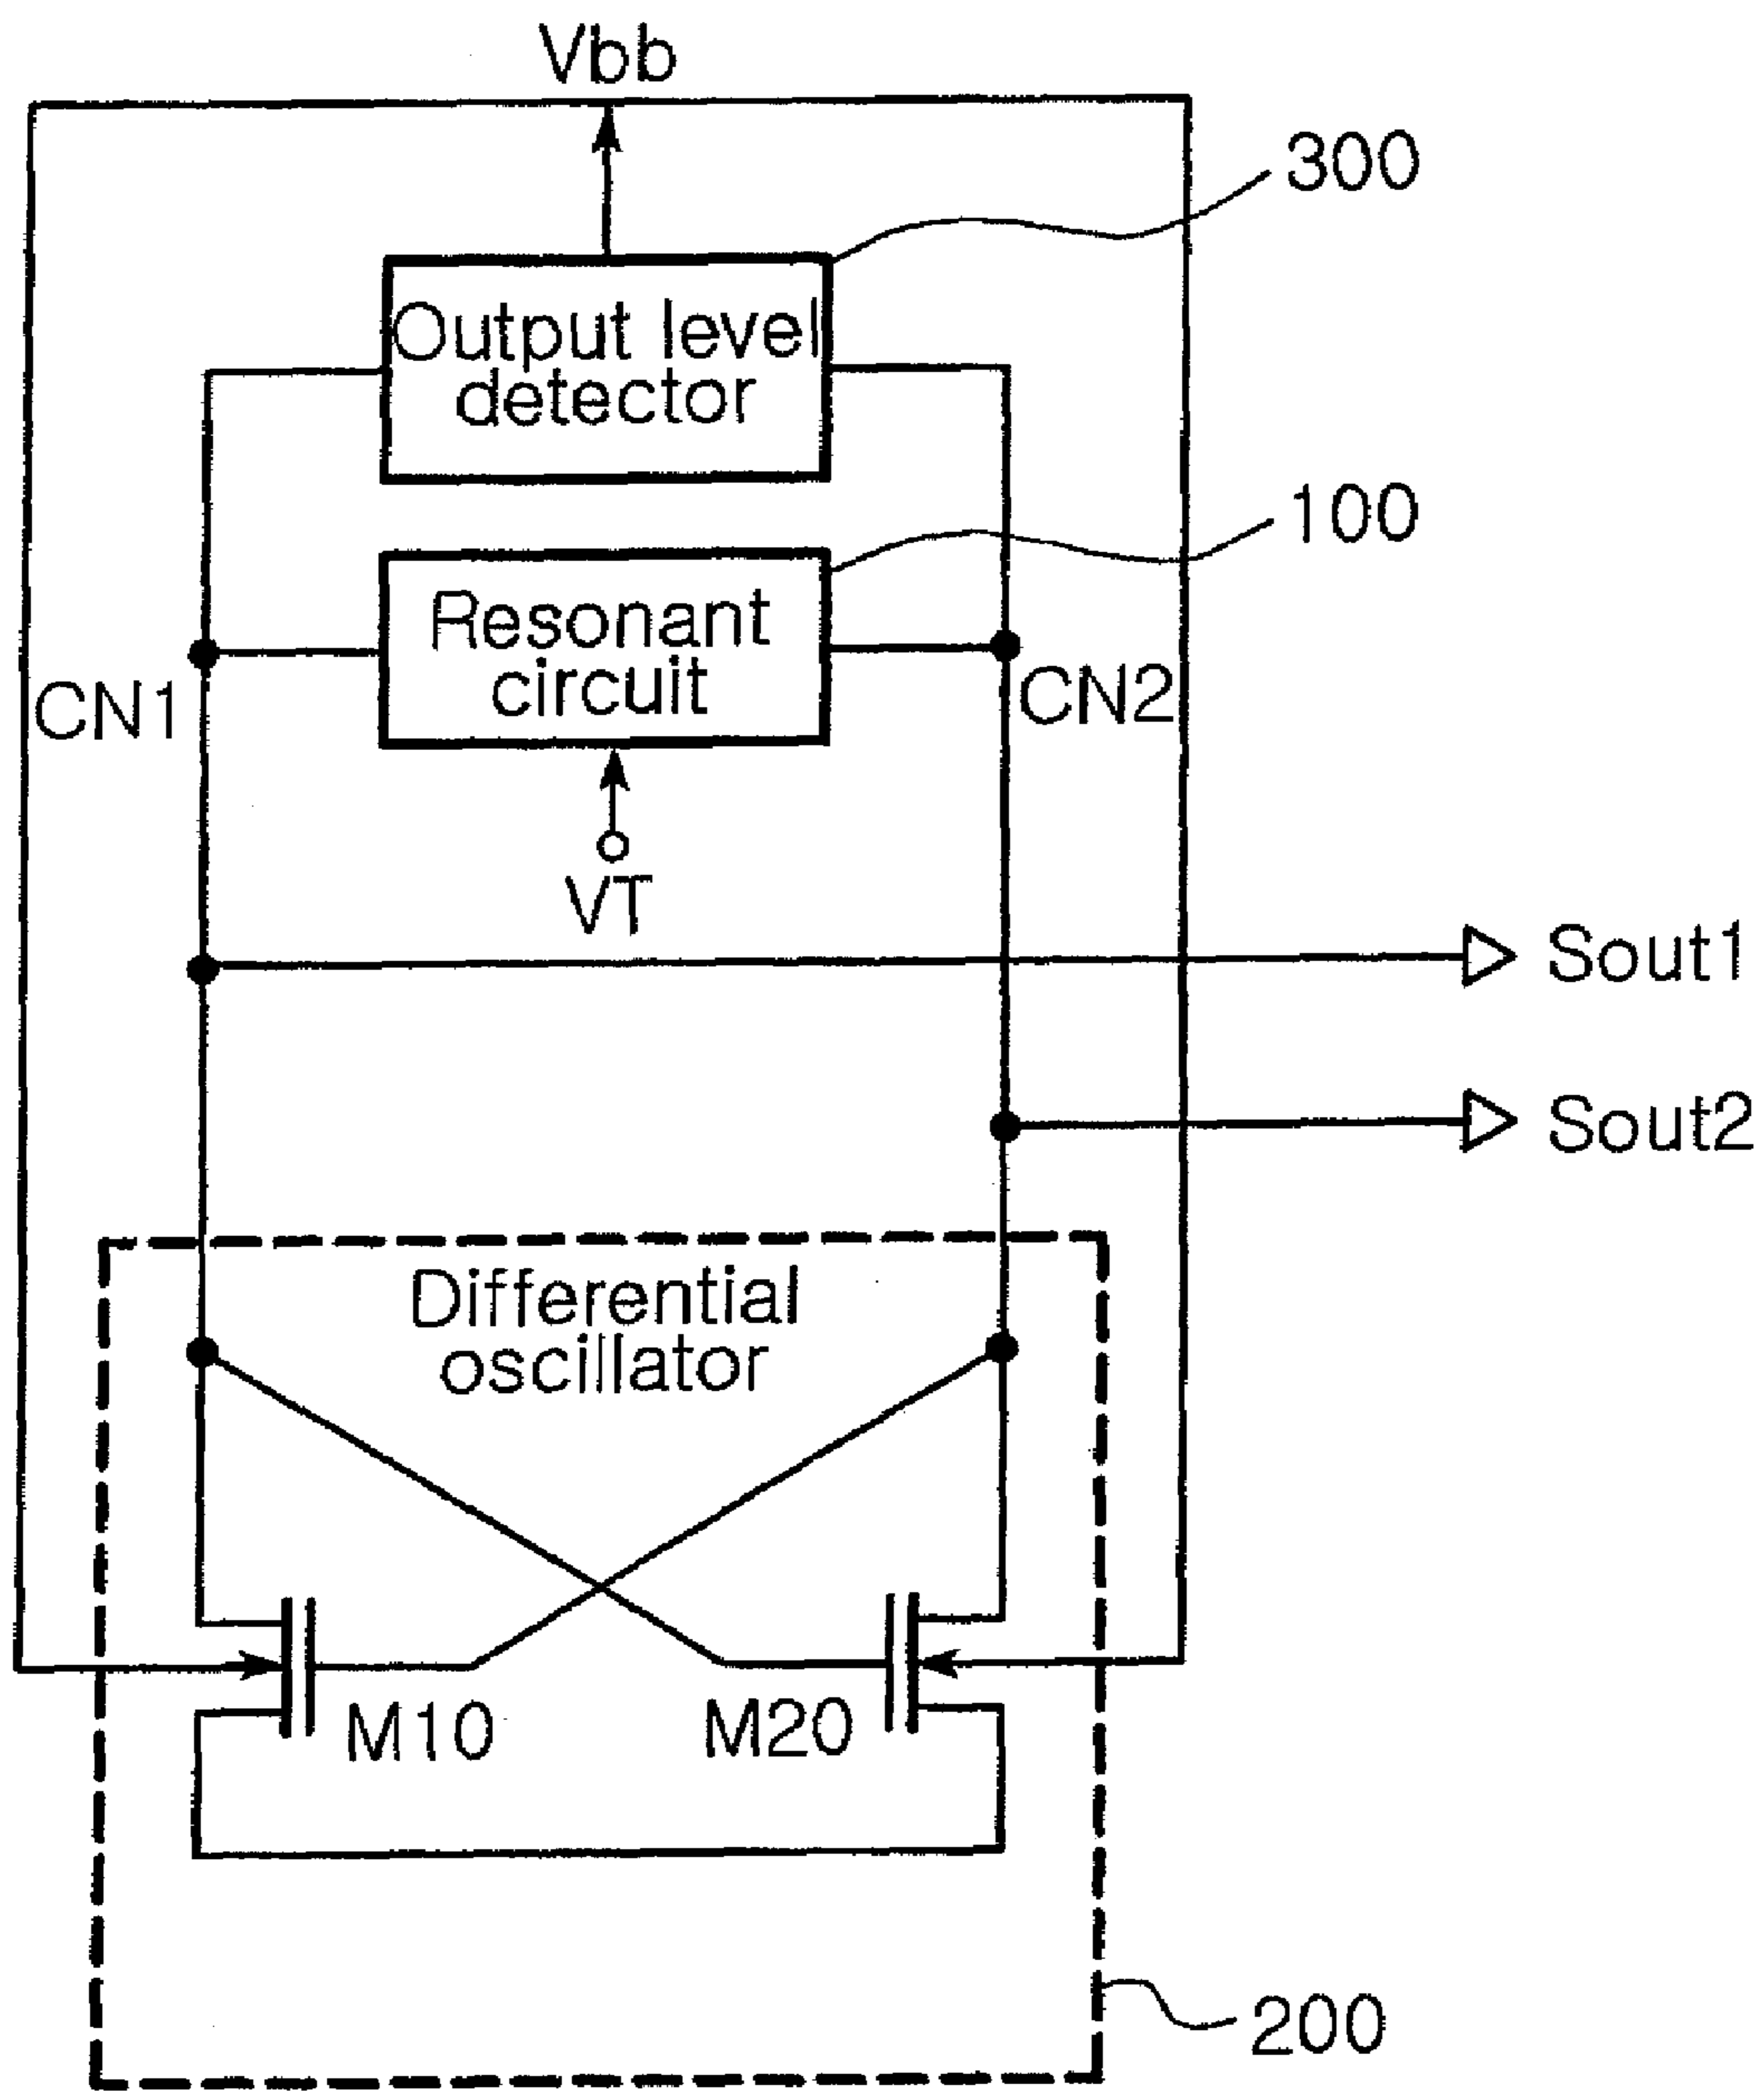 Vbb
300
Output level
detector
100
Resonant
circuit
CN1
CN2
VT
Sout1
Sout2
Differential
oscillator
M10
M20
200